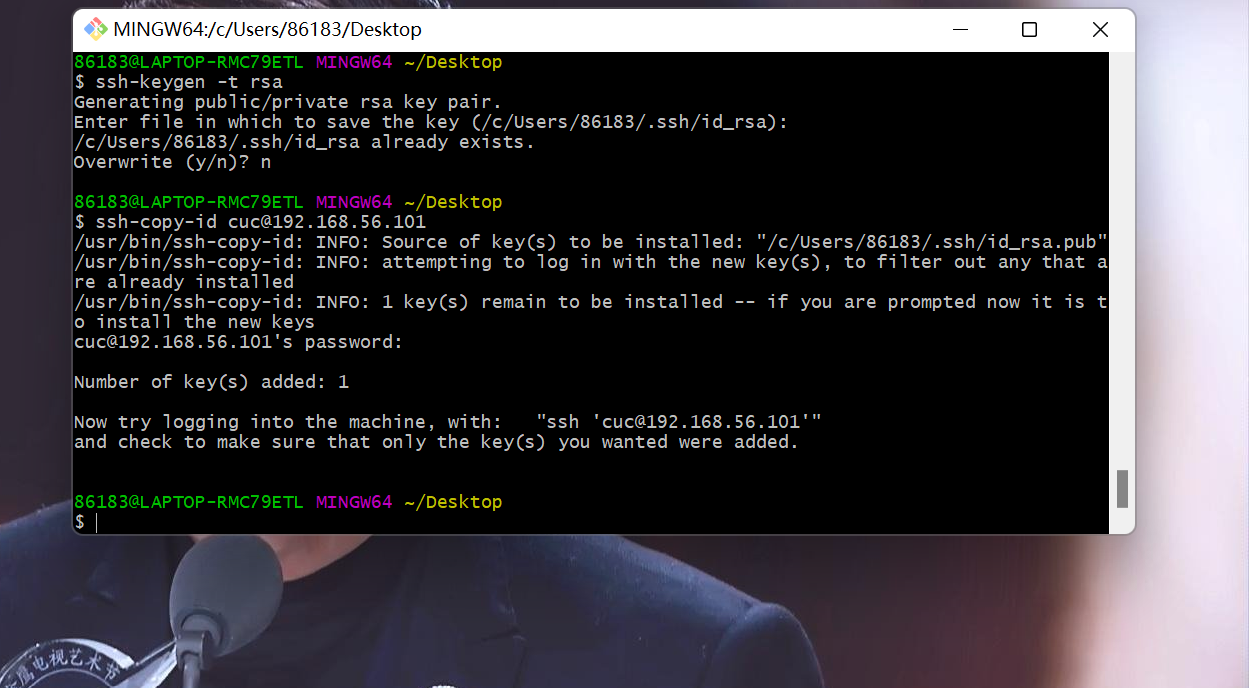 MINGW64:/c/Users/86183/Desktop
86183@LAPTOP-RMC79ETL MINGW64 ~/Desktop
$ ssh-keygen -t rsa
Generating public/private rsa key pair.
Enter file in which to save the key (/c/Users/86183/.ssh/id_rsa):
/c/Users/86183/.ssh/id_rsa already exists.
Overwrite (y/n)? n
86183@LAPTOP-RMC79ETL MINGW64 ~/Desktop
$ ssh-copy-id cuc@192.168.56.101
/usr/bin/ssh-copy-id: INFO: Source of key(s) to be installed: "/c/Users/86183/.ssh/id_rsa.pub"
/usr/bin/ssh-copy-id: INFO: attempting to log in with the new key(s), to filter out any that a
re already installed
/usr/bin/ssh-copy-id: INFO: 1 key(s) remain to be installed -- if you are prompted now it is t
o install the new keys
cuc@192.168.56.101's password:
Number of key(s) added: 1
Now try logging into the machine, with:   "ssh 'cuc@192.168.56.101'"
and check to make sure that only the key(s) you wanted were added.
86183@LAPTOP-RMC79ETL MINGW64 ~/Desktop
$
鹰电视艺术节